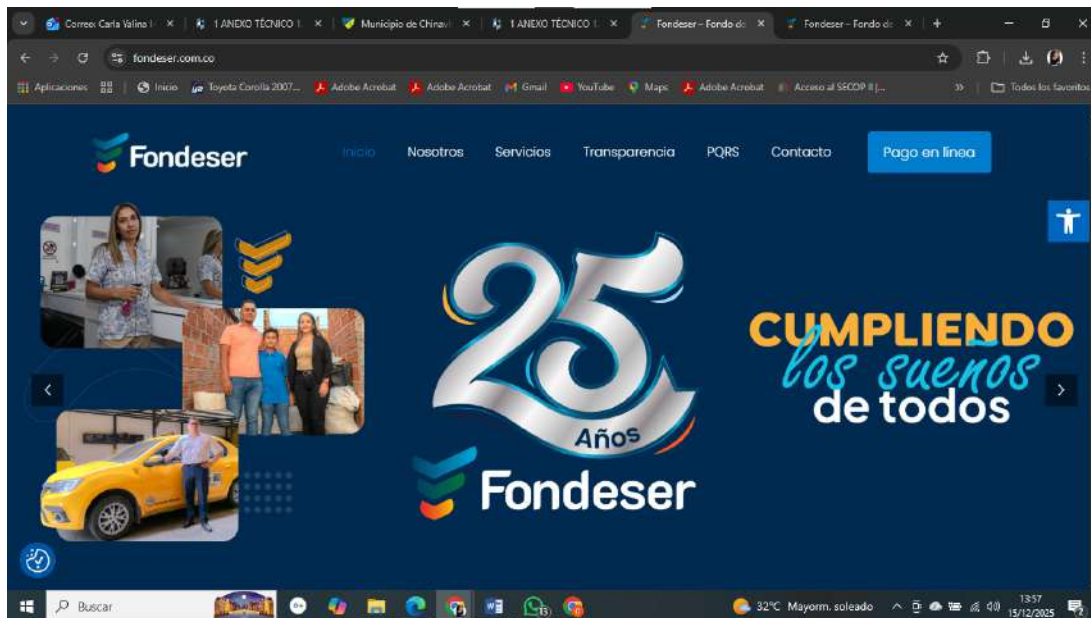 Correo: Carla Valina
1 ANEXO TÉCNICO 1.
Municipio de Chinavi
1 ANEXO TÉCNICO 1.
Fondeser – Fondo de
Fondeser – Fondo de
fondeser.com.co
Aplicaciones
Inicio
Toyota Corolla 2007...
Adobe Acrobat
Adobe Acrobat
Gmail
YouTube
Maps
Adobe Acrobat
Acceso al SECOP II |...
Todos los favoritos
Fondeser
Inicio
Nosotros
Servicios
Transparencia
PQRS
Contacto
Pago en línea
25
Años
Fondeser
CUMPLIENDO
los sueños
de todos
Buscar
32°C Mayorm. soleado
13:57
15/12/2025